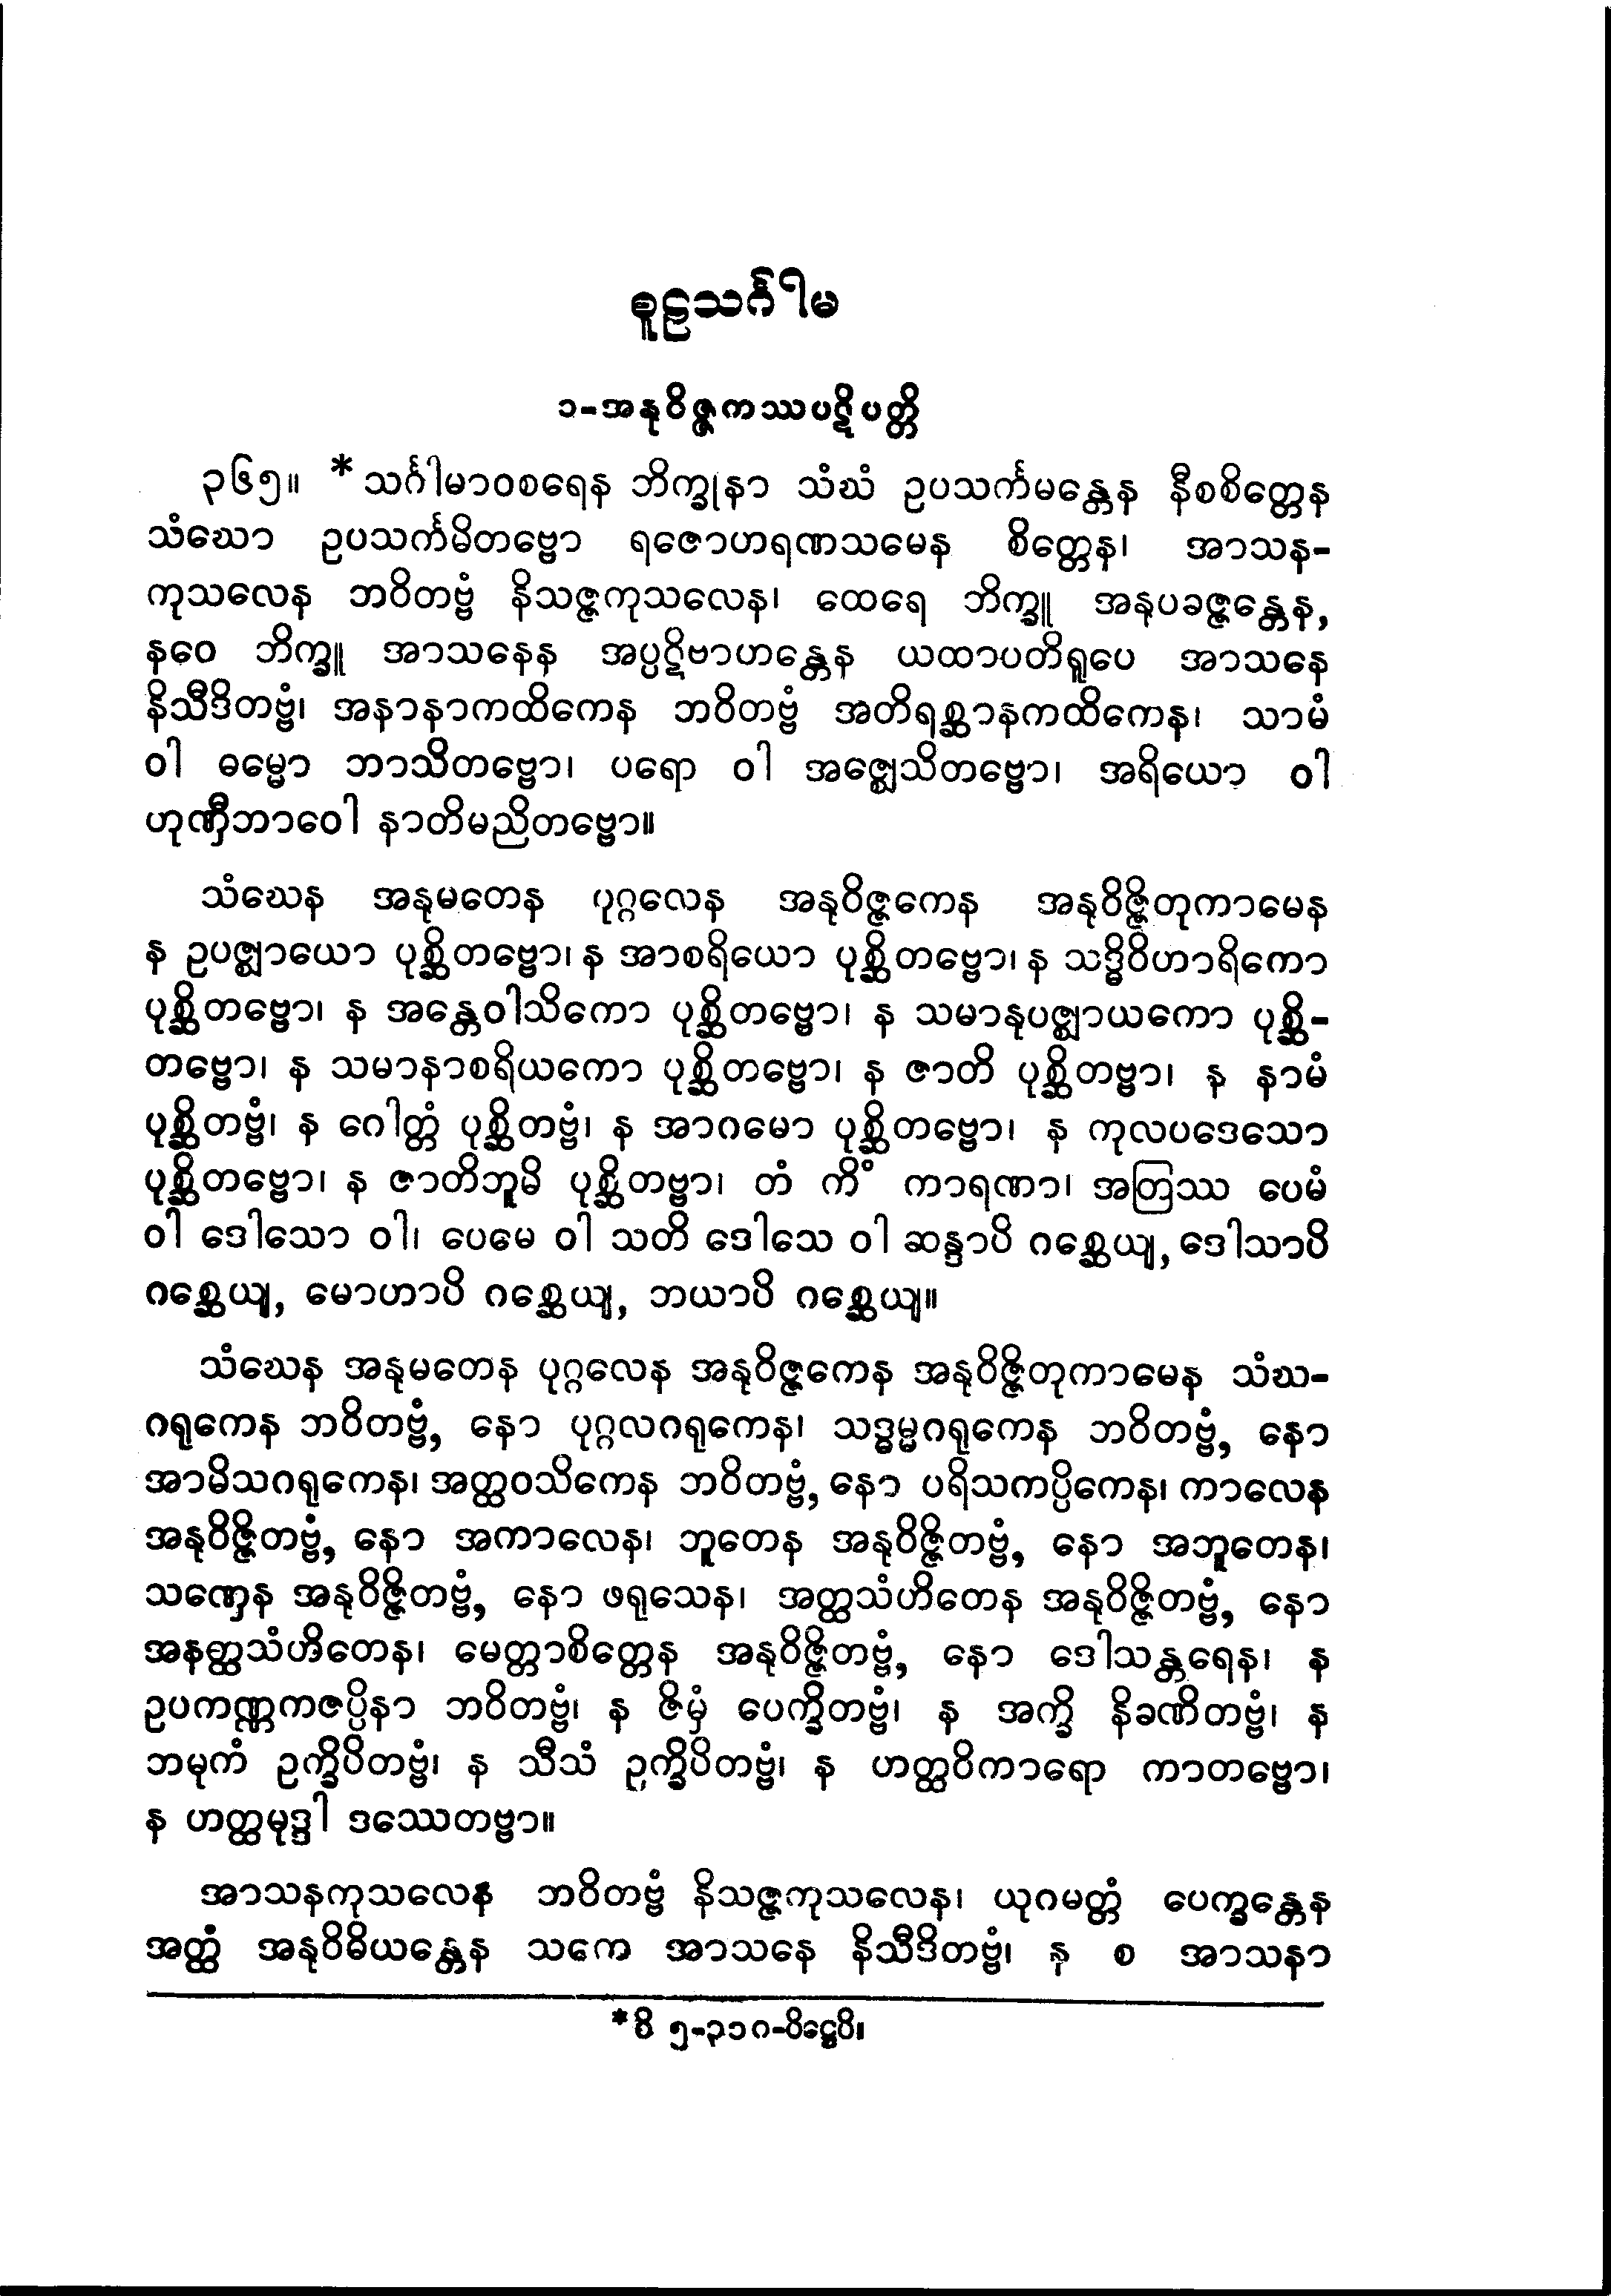 စူဠသင်္ဂါမ
၁-အနုဝိဇ္ဇကဿပဋိပတ္တိ
၃၆၅။ *သင်္ဂါမာဝစရေန ဘိက္ခုနာ သံဃံ ဥပသင်္ကမန္တေန နီစစိတ္တေန
သံဃော ဥပသင်္ကမိတဗ္ဗော ရဇောဟရဏသမေန စိတ္တေန၊ အာသန-
ကုသလေန ဘဝိတဗ္ဗံ နိသဇ္ဇကုသလေန၊ ထေရေ ဘိက္ခူ အနုပခဇ္ဇန္တေန,
နဝေ ဘိက္ခူ အာသနေန အပ္ပဋိဗာဟန္တေန ယထာပတိရူပေ အာသနေ
နိသီဒိတဗ္ဗံ၊ အနာနာကထိကေန ဘဝိတဗ္ဗံ အတိရစ္ဆာနကထိကေန၊ သာမံ
ဝါ ဓမ္မော ဘာသိတဗ္ဗော၊ ပရော ဝါ အဇ္ဈေသိတဗ္ဗော၊ အရိယော ဝါ
တုဏှီဘာဝေါ နာတိမညိတဗ္ဗော။
သံဃေန အနုမတေန ပုဂ္ဂလေန အနုဝိဇ္ဇကေန အနုဝိဇ္ဇိတုကာမေန
န ဥပဇ္ဈာယော ပုစ္ဆိတဗ္ဗော၊ န အာစရိယော ပုစ္ဆိတဗ္ဗော၊ န သဒ္ဓိဝိဟာရိကော
ပုစ္ဆိတဗ္ဗော၊ န အန္တေဝါသိကော ပုစ္ဆိတဗ္ဗော၊ န သမာနုပဇ္ဈာယကော ပုစ္ဆိ-
တဗ္ဗော၊ န သမာနာစရိယကော ပုစ္ဆိတဗ္ဗော၊ န ဇာတိ ပုစ္ဆိတဗ္ဗာ၊ န နာမံ
ပုစ္ဆိတဗ္ဗံ၊ န ဂေါတ္တံ ပုစ္ဆိတဗ္ဗံ၊ န အာဂမော ပုစ္ဆိတဗ္ဗော၊ န ကုလပဒေသော
ပုစ္ဆိတဗ္ဗော၊ န ဇာတိဘူမိ ပုစ္ဆိတဗ္ဗာ၊ တံ ကိံ ကာရဏာ၊ အတြဿ ပေမံ
ဝါ ဒေါသော ဝါ၊ ပေမေ ဝါ သတိ ဒေါသေ ဝါ ဆန္ဒာပိ ဂစ္ဆေယျ, ဒေါသာပိ
ဂစ္ဆေယျ, မောဟာပိ ဂစ္ဆေယျ, ဘယာပိ ဂစ္ဆေယျ။
သံဃေန အနုမတေန ပုဂ္ဂလေန အနုဝိဇ္ဇကေန အနုဝိဇ္ဇိတုကာမေန သံဃ-
ဂရုကေန ဘဝိတဗ္ဗံ, နော ပုဂ္ဂလဂရုကေန၊ သဒ္ဓမ္မဂရုကေန ဘဝိတဗ္ဗံ, နော
အာမိသဂရုကေန၊ အတ္ထဝသိကေန ဘဝိတဗ္ဗံ, နော ပရိသကပ္ပိကေန၊ ကာလေန
အနုဝိဇ္ဇိတဗ္ဗံ, နော အကာလေန၊ ဘူတေန အနုဝိဇ္ဇိတဗ္ဗံ, နော အဘူတေန၊
သဏှေန အနုဝိဇ္ဇိတဗ္ဗံ, နော ဖရုသေန၊ အတ္ထသံဟိတေန အနုဝိဇ္ဇိတဗ္ဗံ, နော
အနတ္ထသံဟိတေန၊ မေတ္တာစိတ္တေန အနုဝိဇ္ဇိတဗ္ဗံ, နော ဒေါသန္တရေန၊ န
ဥပကဏ္ဏကဇပ္ပိနာ ဘဝိတဗ္ဗံ၊ န ဇိမှံ ပေက္ခိတဗ္ဗံ၊ န အက္ခိ နိခဏိတဗ္ဗံ၊ န
ဘမုကံ ဥက္ခိပိတဗ္ဗံ၊ န သီသံ ဥက္ခိပိတဗ္ဗံ၊ န ဟတ္ထဝိကာရော ကာတဗ္ဗော၊
န ဟတ္ထမုဒ္ဒါ ဒဿေတဗ္ဗာ။
အာသနကုသလေန ဘဝိတဗ္ဗံ နိသဇ္ဇကုသလေန၊ ယုဂမတ္တံ ပေက္ခန္တေန
အတ္ထံ အနုဝိဓိယန္တေန သကေ အာသနေ နိသီဒိတဗ္ဗံ၊ န စ အာသနာ
*ဝိ ၅-၃၁ဂ-ပိဋ္ဌေပိ။